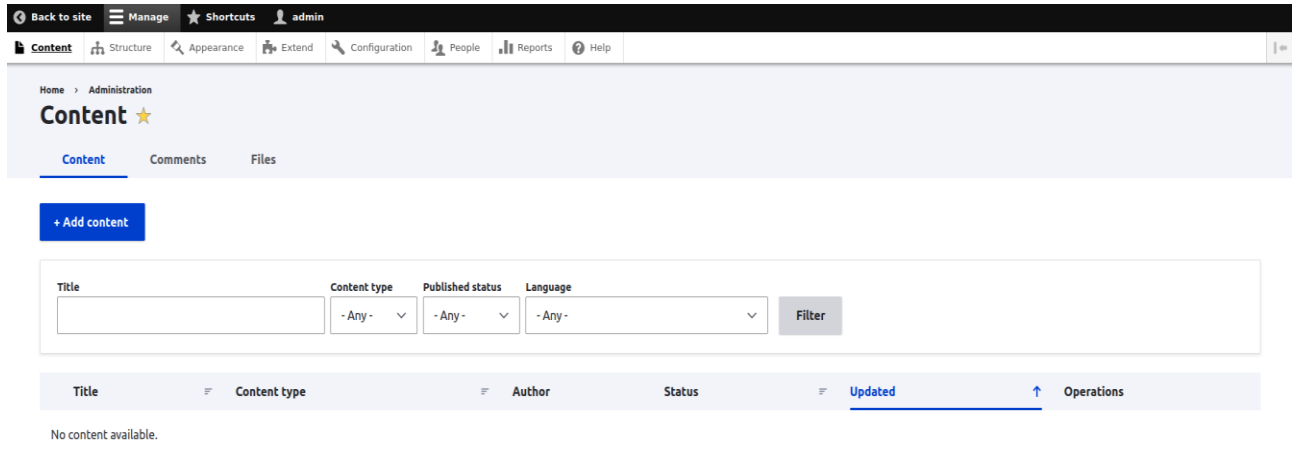 Back to site Manage Shortcuts admin
Content Structure Appearance Extend Configuration People Reports Help
Home › Administration
Content
Content Comments Files
+ Add content
Title Content type Published status Language
- Any - - Any - - Any - Filter
Title Content type Author Status Updated Operations
No content available.